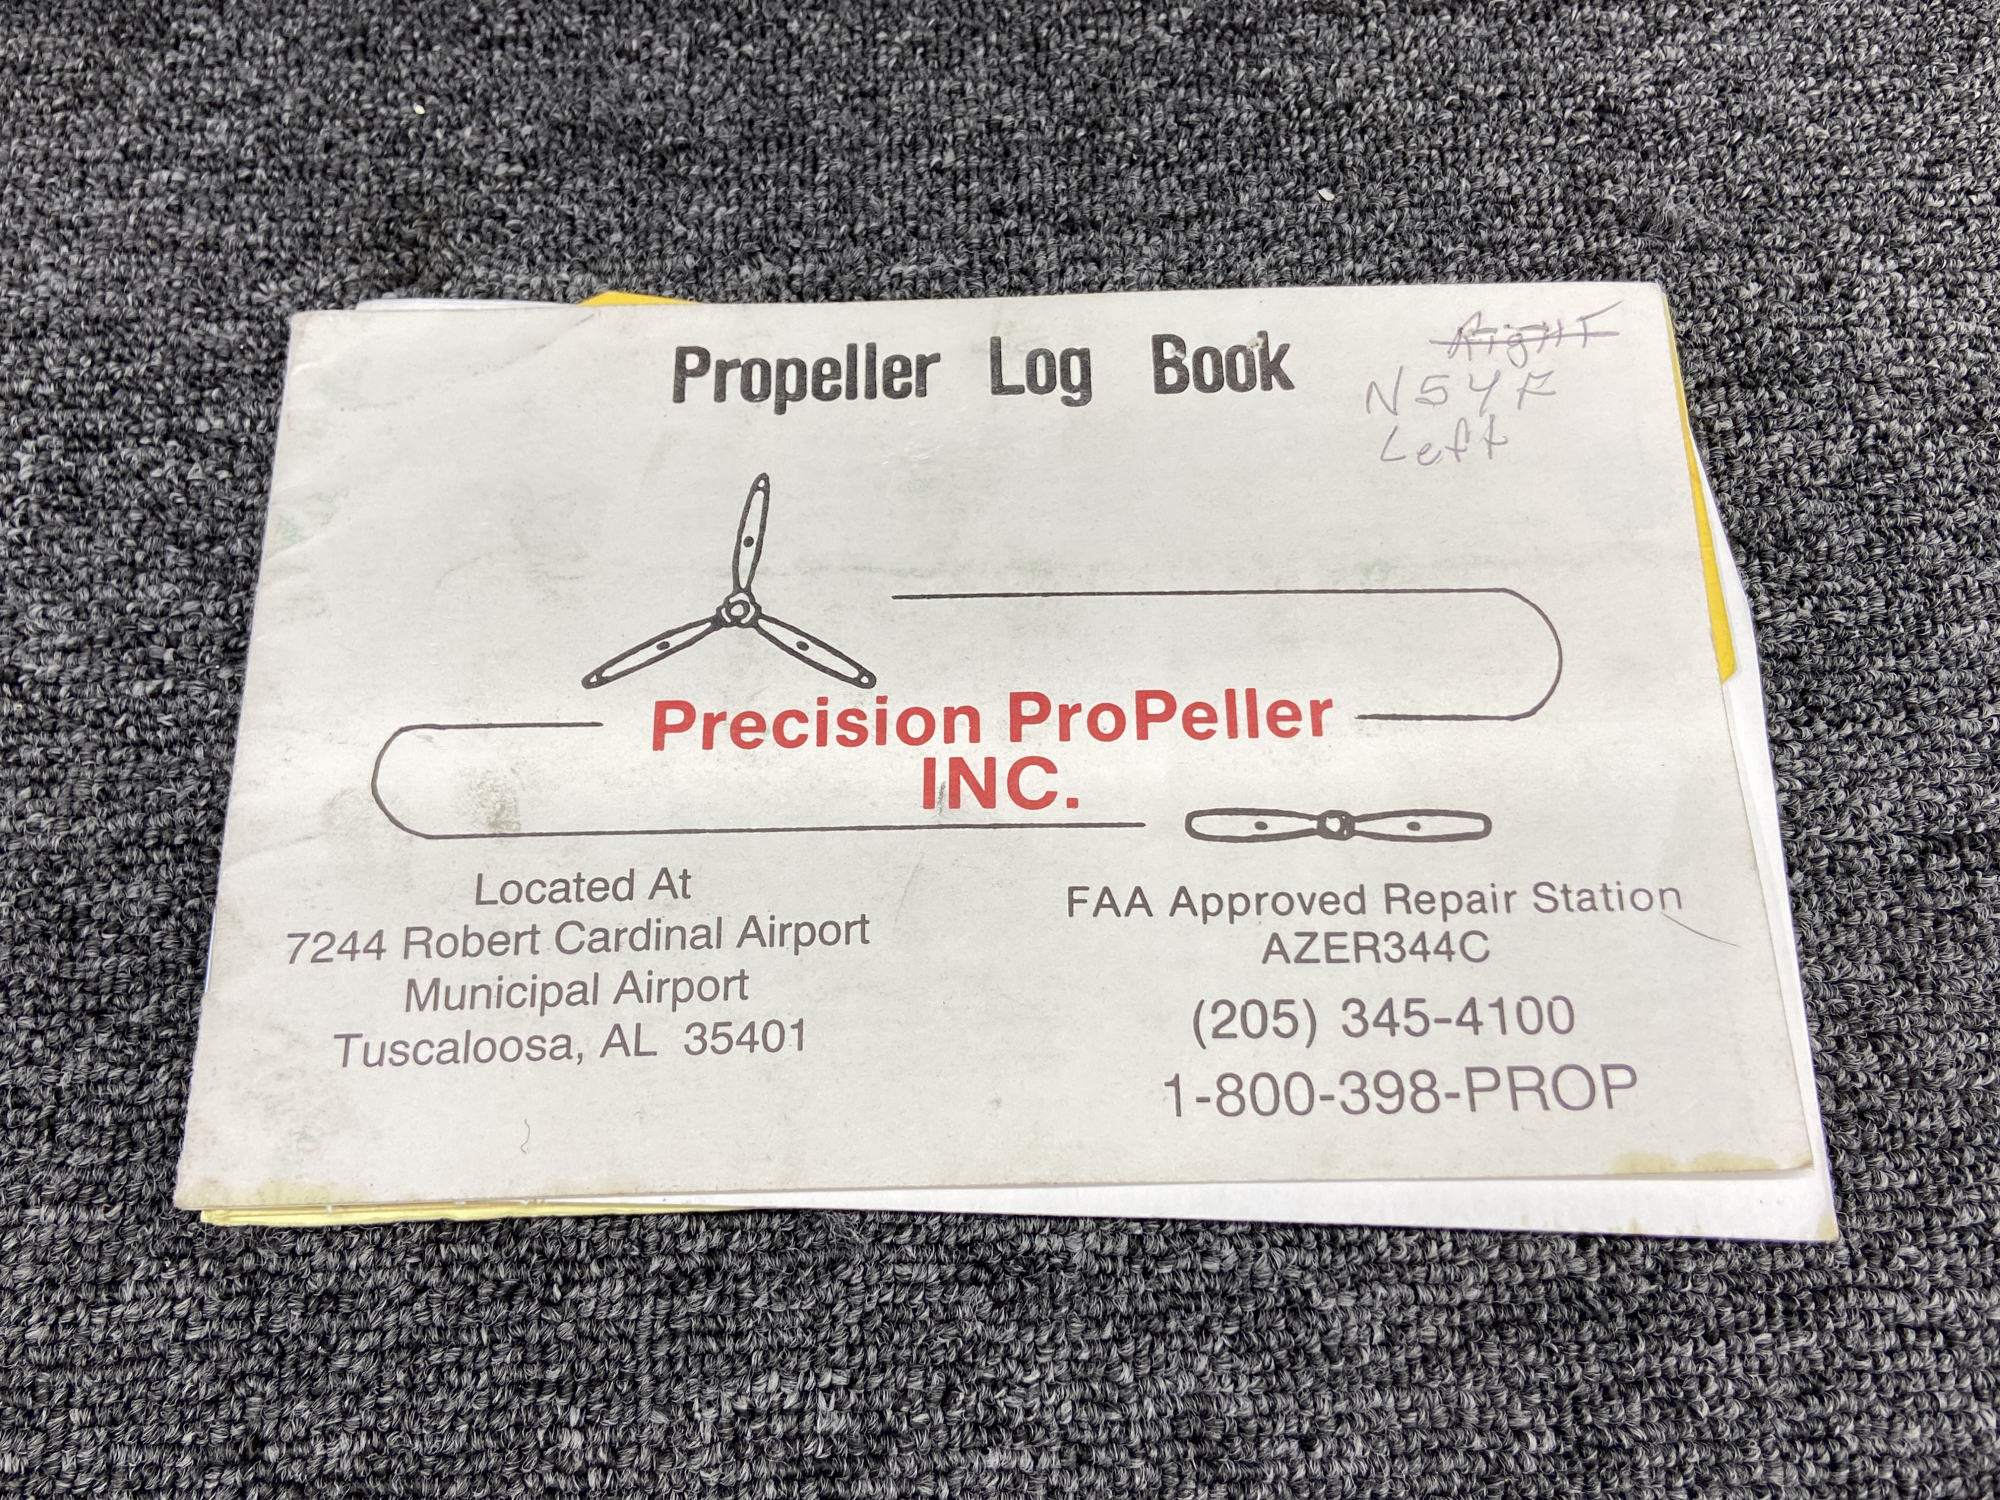 Propeller Log Book
Right
N54F
Left
Precision ProPeller
INC.
Located At
7244 Robert Cardinal Airport
Municipal Airport
Tuscaloosa, AL 35401
FAA Approved Repair Station
AZER344C
(205) 345-4100
1-800-398-PROP